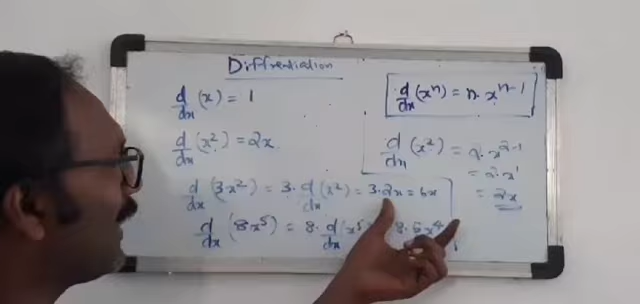 Differentiation
d/dx (x) = 1
d/dx (x²) = 2x
d/dx (3x²) = 3. d/dx (x²) = 3.2x = 6x
d/dx (8x⁵) = 8. d/dx (x⁵ 8.5x⁴
d/dx (xⁿ) = n. xⁿ⁻¹
d/dx (x²) = 2. x²⁻¹
= 2. x¹
= 2x